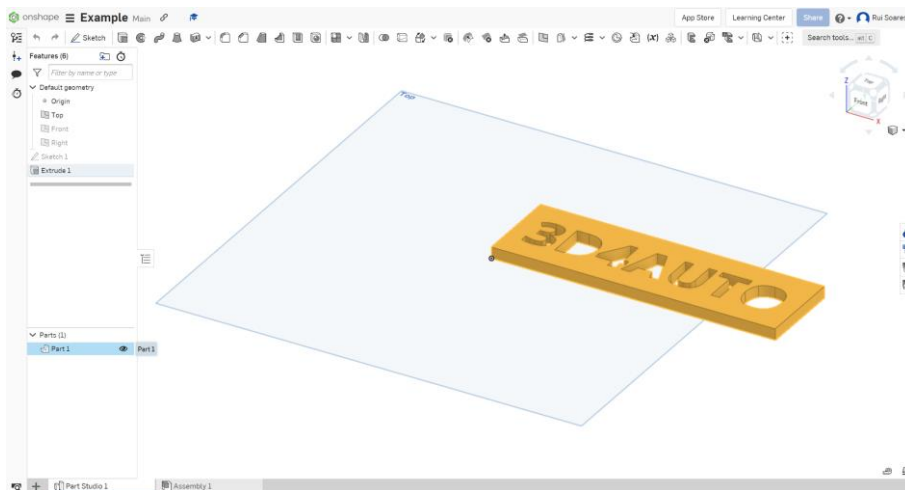 onshape Example Main
App Store Learning Center Share Rui Soares
Sketch Search tools...
Features (6)
Filter by name or type
Default geometry
Origin
Top
Front
Right
Sketch 1
Extrude 1
Top
3D4AUTO
Z
Top
Front
X
Parts (1)
Part 1
Part 1
Part Studio 1 Assembly 1